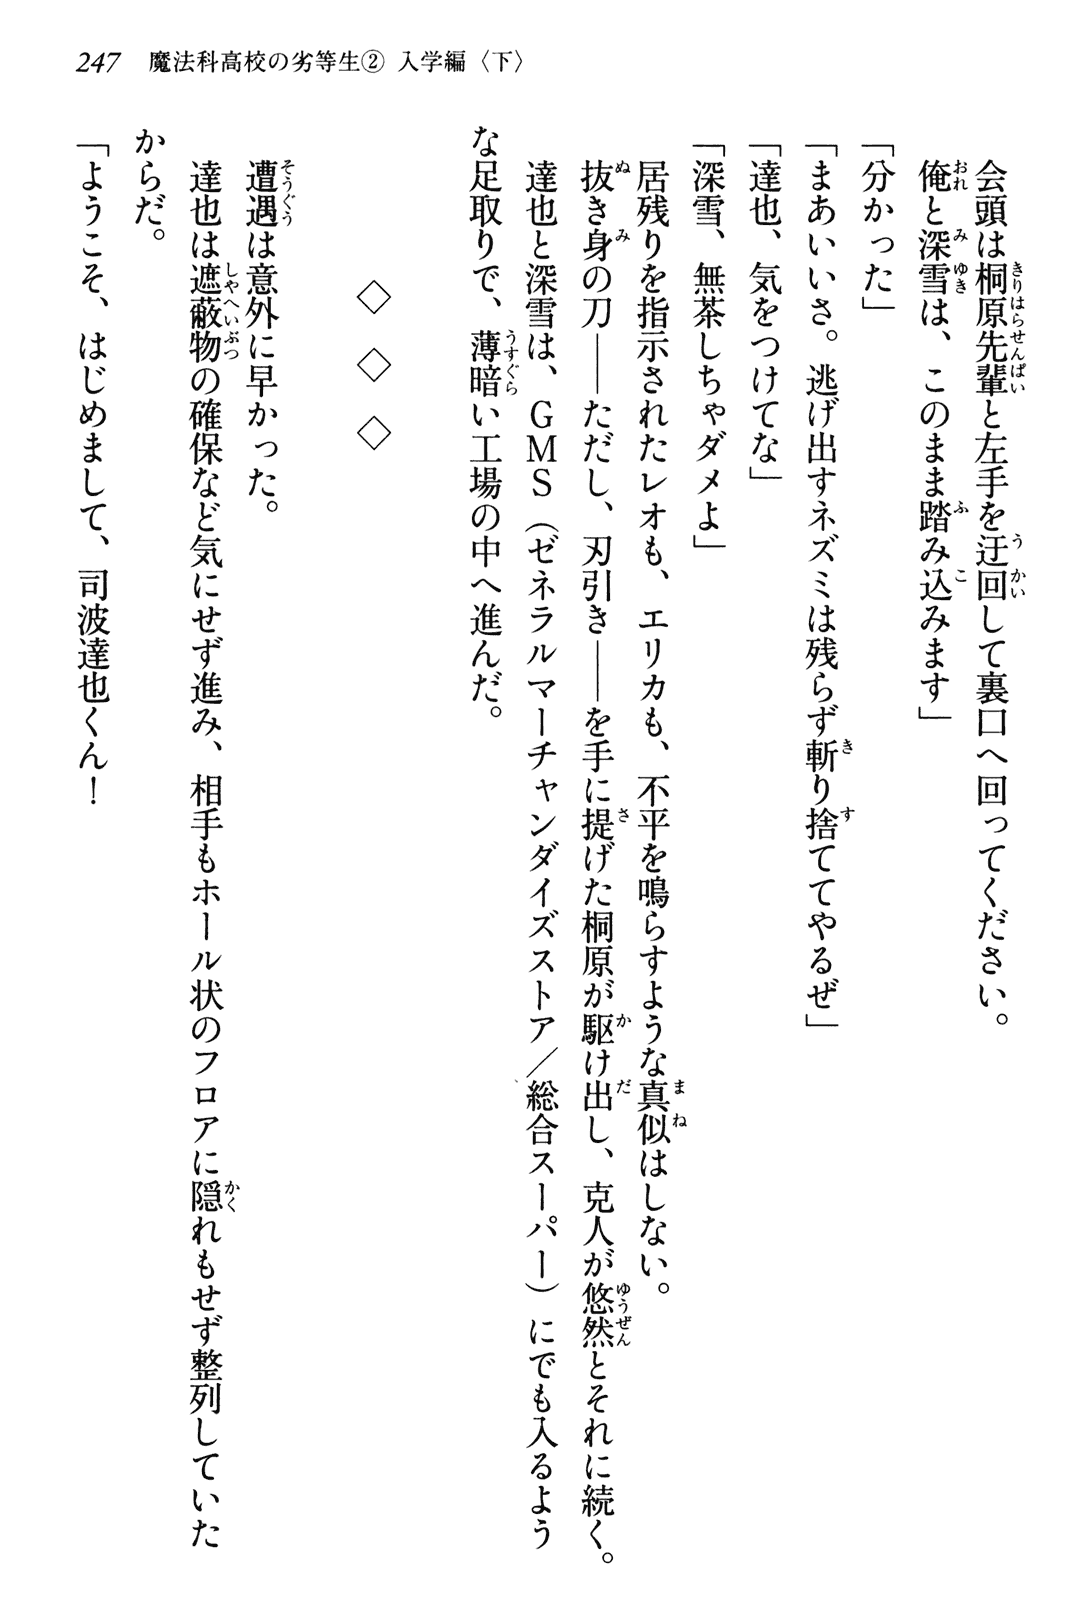 247 魔法科高校の劣等生② 入学編〈下〉
会頭は桐原先輩と左手を迂回して裏口へ回ってください。
俺と深雪は、このまま踏み込みます」
「分かった」
「まあいいさ。逃げ出すネズミは残らず斬り捨ててやるぜ」
「達也、気をつけてな」
「深雪、無茶しちゃダメよ」
居残りを指示されたレオも、エリカも、不平を鳴らすような真似はしない。
抜き身の刀――ただし、刃引き――を手に提げた桐原が駆け出し、克人が悠然とそれに続く。
達也と深雪は、GMS（ゼネラルマーチャンダイズストア／総合スーパー）にでも入るよう
な足取りで、薄暗い工場の中へ進んだ。
◇ ◇ ◇
遭遇は意外に早かった。
達也は遮蔽物の確保など気にせず進み、相手もホール状のフロアに隠れもせず整列していた
からだ。
「ようこそ、はじめまして、司波達也くん！